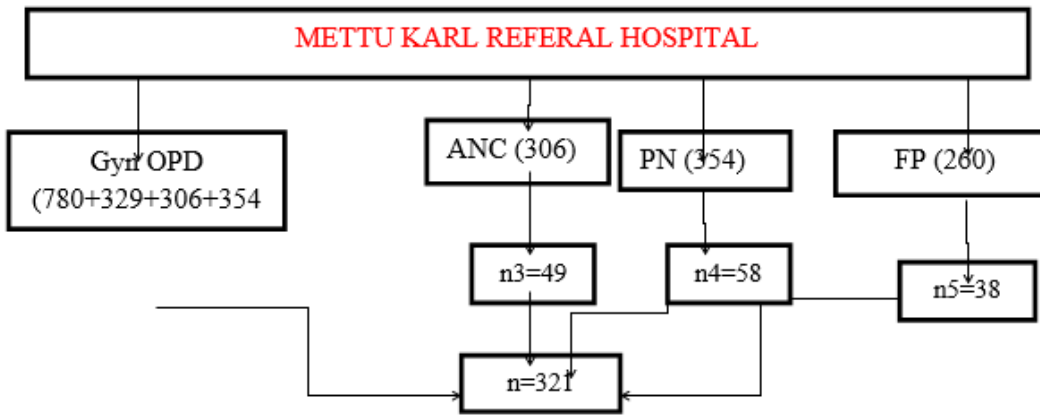 METTU KARL REFERAL HOSPITAL
Gyn OPD
(780+329+306+354
ANC (306)
PN (354)
FP (260)
n3=49
n4=58
n5=38
n=321